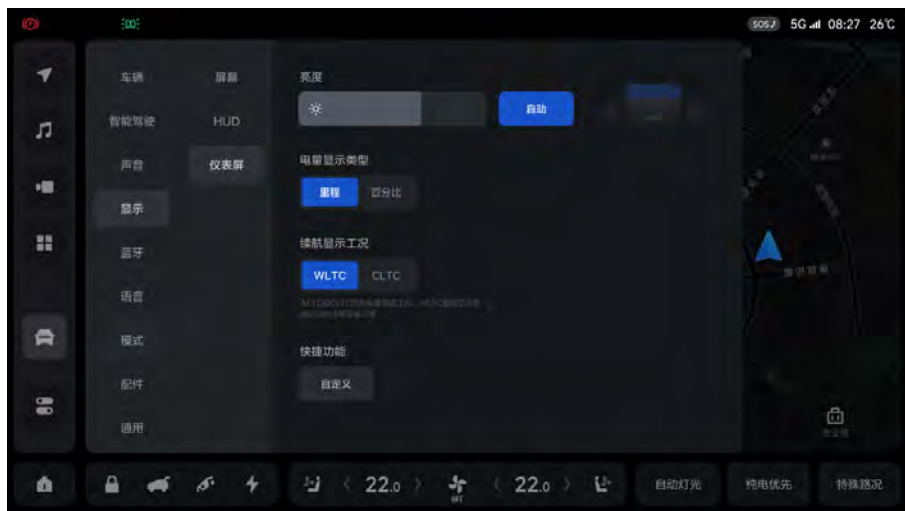 SOS 5G 08:27 26℃
车辆
智能驾驶
声音
显示
蓝牙
语音
模式
配件
通用
屏幕
HUD
仪表屏
亮度
自动
电量显示类型
里程 百分比
续航显示工况
WLTC CLTC
快捷功能
自定义
22.0
22.0
自动灯光
纯电优先
特殊路况